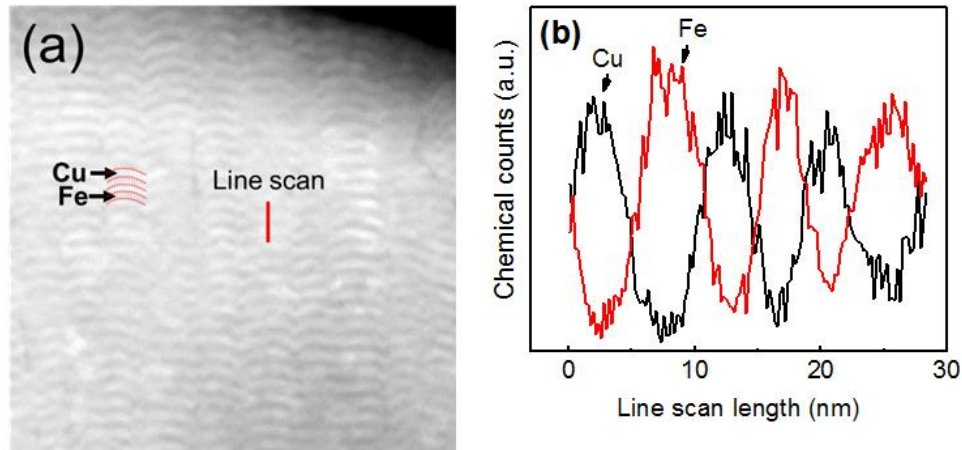 (a)
Cu
Fe
Line scan
(b)
Cu
Fe
Chemical counts (a.u.)
0
10
20
30
Line scan length (nm)